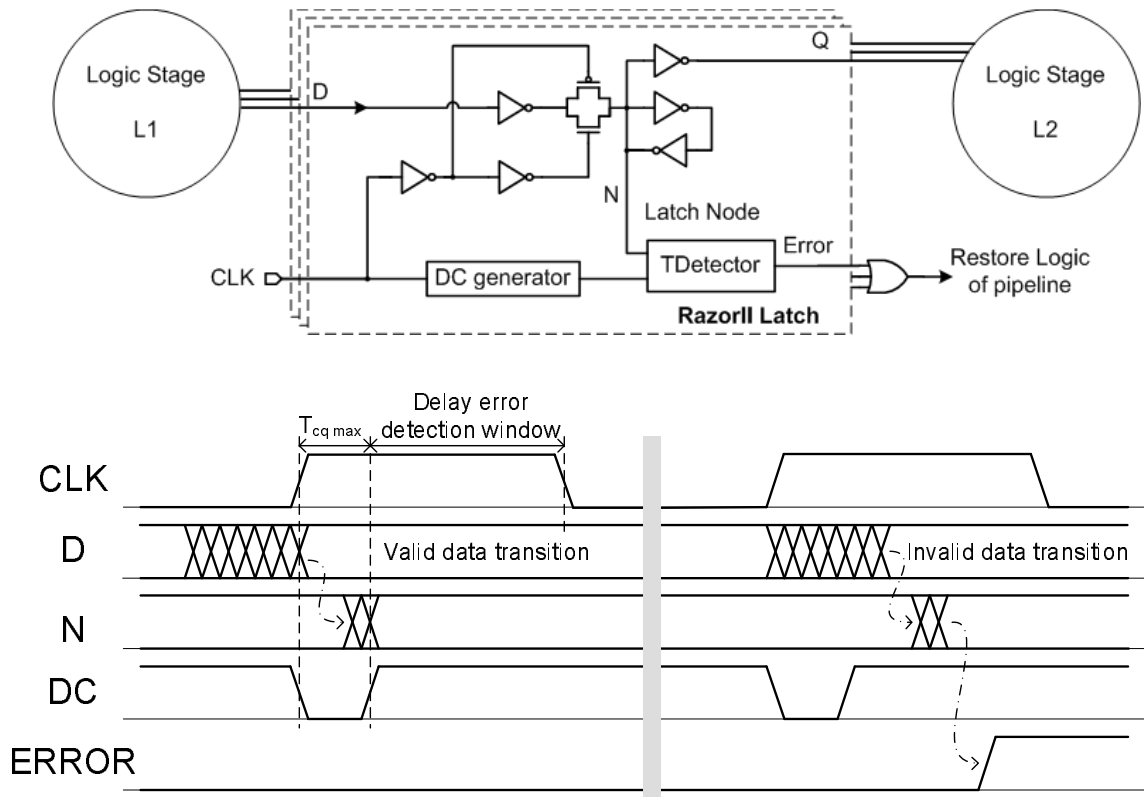 Logic Stage
L1
D
Q
Logic Stage
L2
N
Latch Node
Error
CLK
DC generator
TDetector
RazorII Latch
Restore Logic
of pipeline
Tcq max
Delay error
detection window
CLK
D
Valid data transition
Invalid data transition
N
DC
ERROR